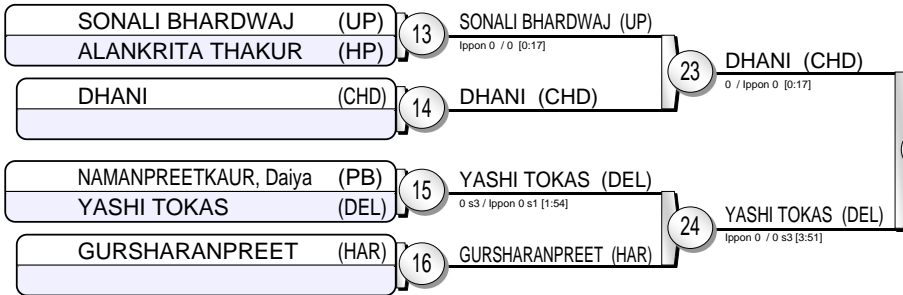 SONALI BHARDWAJ (UP)
ALANKRITA THAKUR (HP)
13
SONALI BHARDWAJ (UP)
Ippon 0 / 0 [0:17]
DHANI (CHD)
14
DHANI (CHD)
23
DHANI (CHD)
0 / Ippon 0 [0:17]
NAMANPREETKAUR, Daiya (PB)
YASHI TOKAS (DEL)
15
YASHI TOKAS (DEL)
0 s3 / Ippon 0 s1 [1:54]
GURSHARANPREET (HAR)
16
GURSHARANPREET (HAR)
24
YASHI TOKAS (DEL)
Ippon 0 / 0 s3 [3:51]